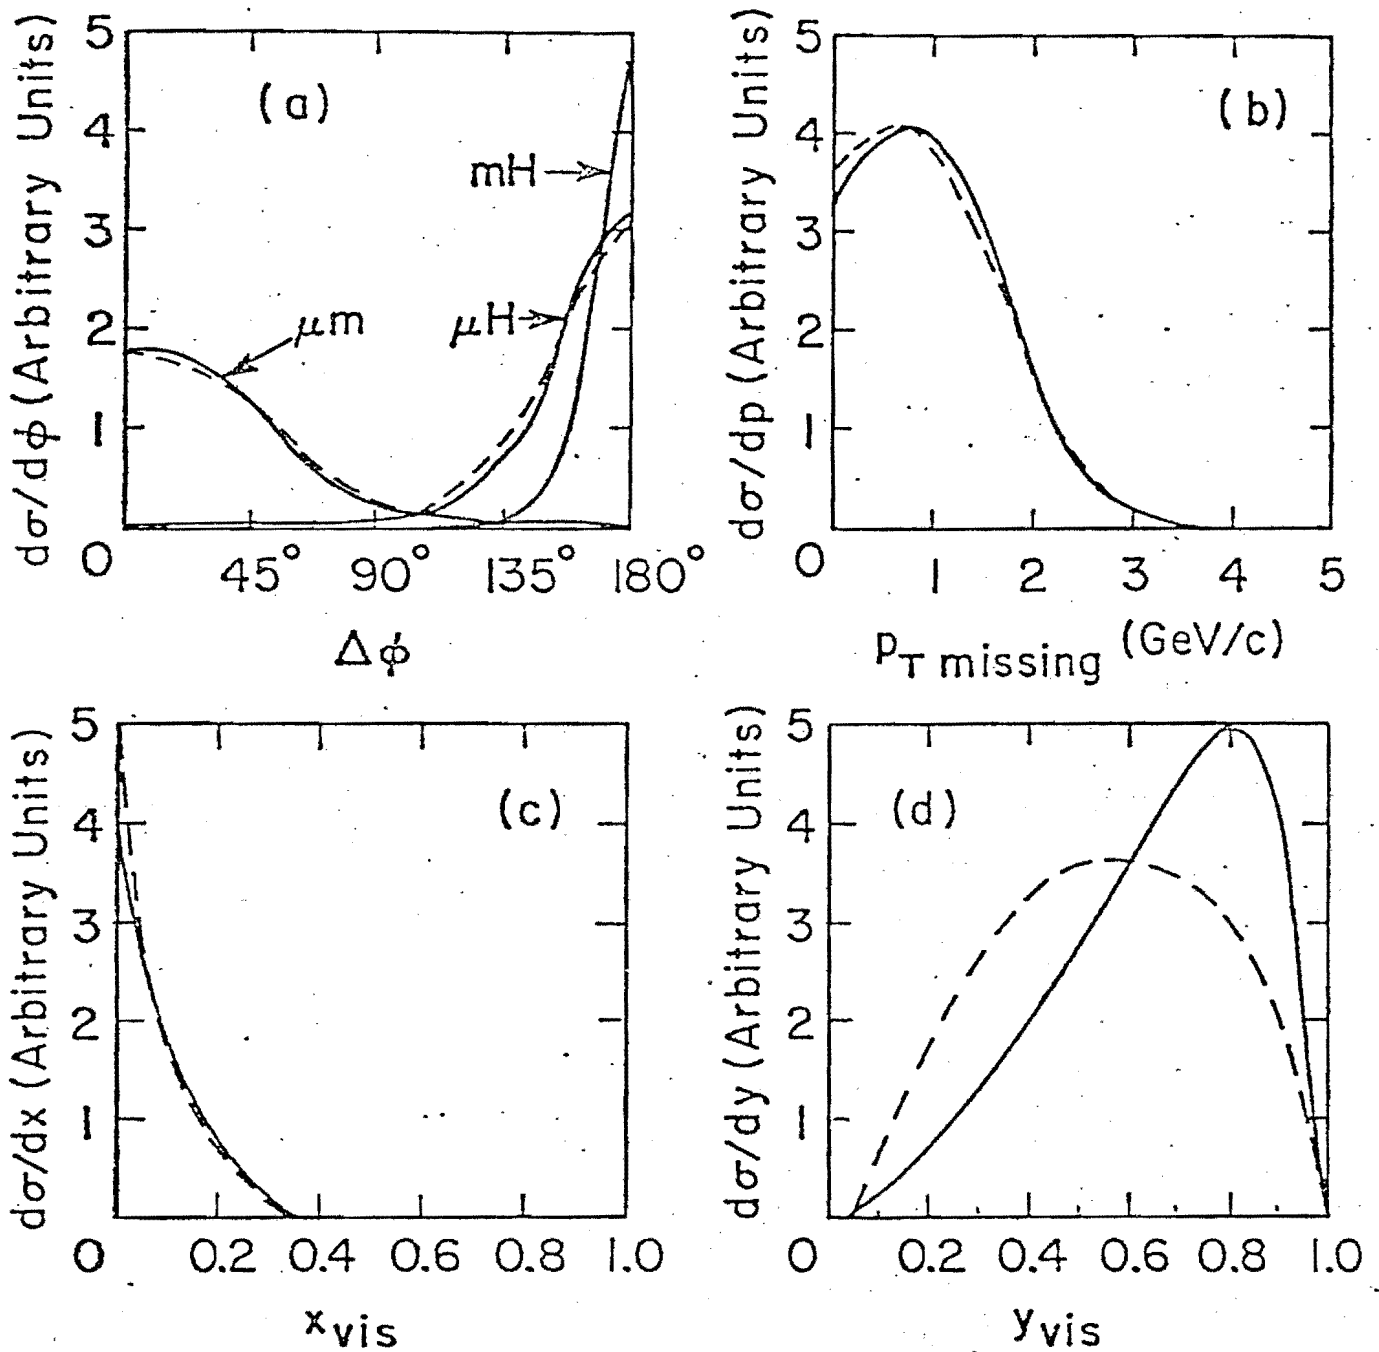 dσ/dϕ (Arbitrary Units)
5
4
3
2
1
0
(a)
mH
μH
μm
45° 90° 135° 180°
Δϕ
dσ/dp (Arbitrary Units)
5
4
3
2
1
0
(b)
1 2 3 4 5
pT missing (GeV/c)
dσ/dx (Arbitrary Units)
5
4
3
2
1
0
(c)
0.2 0.4 0.6 0.8 1.0
xvis
dσ/dy (Arbitrary Units)
5
4
3
2
1
0
(d)
0.2 0.4 0.6 0.8 1.0
yvis